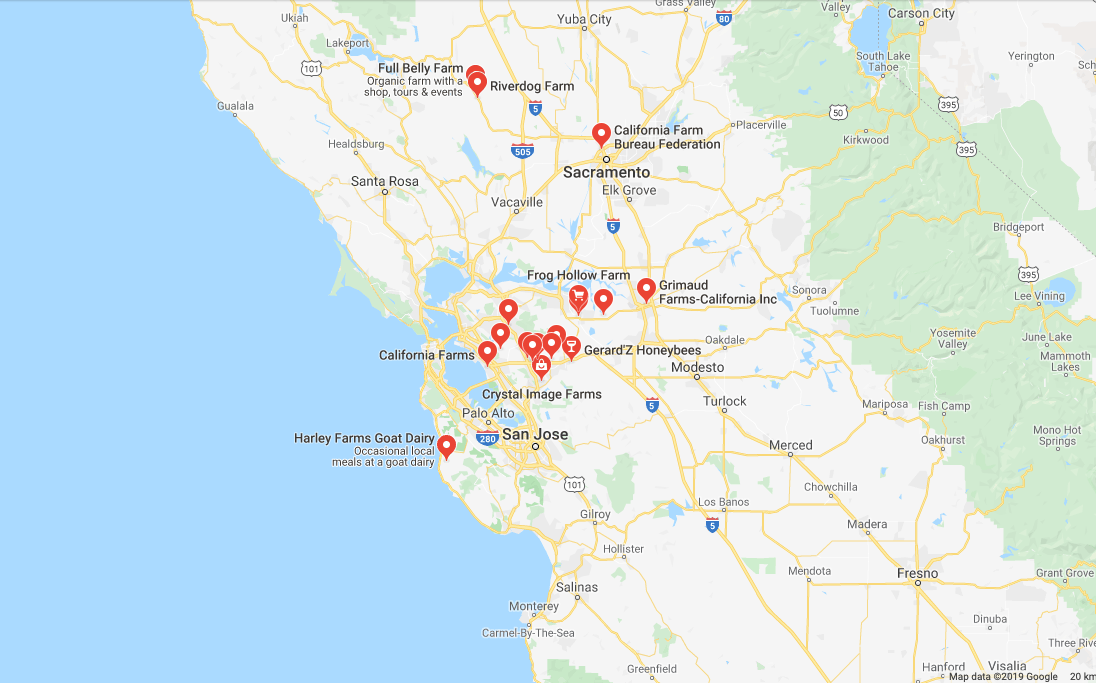 Ukiah
Yuba City
Grass Valley
80
Valley
Carson City
Lakeport
101
Full Belly Farm
Organic farm with a
shop, tours & events
Riverdog Farm
South Lake
Tahoe
Yerington
Gualala
5
395
50
Placerville
California Farm
Bureau Federation
Kirkwood
Healdsburg
505
395
Sacramento
Santa Rosa
Elk Grove
Vacaville
5
Bridgeport
Frog Hollow Farm
395
Grimaud
Farms-California Inc
Sonora
Tuolumne
Lee Vining
Yosemite
Valley
June Lake
Oakdale
California Farms
Gerard'Z Honeybees
Mammoth
Lakes
Modesto
Crystal Image Farms
Turlock
5
Mariposa
Fish Camp
Palo Alto
Mono Hot
Springs
Harley Farms Goat Dairy
Occasional local
meals at a goat dairy
280
San Jose
Merced
Oakhurst
101
Chowchilla
Los Banos
Gilroy
5
Madera
Hollister
Mendota
Fresno
Grant Grove
Salinas
Monterey
Carmel-By-The-Sea
Dinuba
Three River
Greenfield
Hanford
Visalia
Map data ©2019 Google
20 km